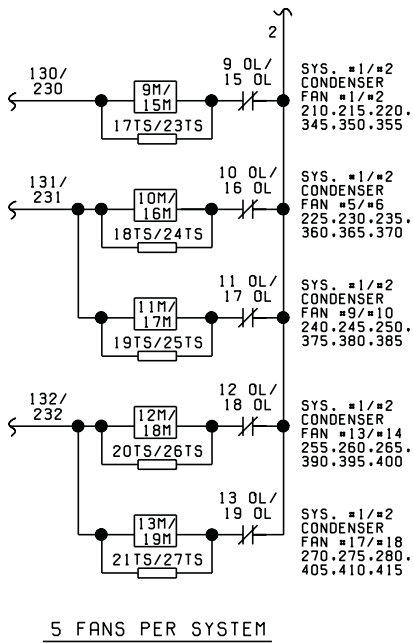 2
130/
230
9M/
15M
17TS/23TS
9 OL/
15 OL
SYS. #1/#2
CONDENSER
FAN #1/#2
210.215.220.
345.350.355
131/
231
10M/
16M
18TS/24TS
10 OL/
16 OL
SYS. #1/#2
CONDENSER
FAN #5/#6
225.230.235.
360.365.370
11M/
17M
19TS/25TS
11 OL/
17 OL
SYS. #1/#2
CONDENSER
FAN #9/#10
240.245.250.
375.380.385
132/
232
12M/
18M
20TS/26TS
12 OL/
18 OL
SYS. #1/#2
CONDENSER
FAN #13/#14
255.260.265.
390.395.400
13M/
19M
21TS/27TS
13 OL/
19 OL
SYS. #1/#2
CONDENSER
FAN #17/#18
270.275.280.
405.410.415
5 FANS PER SYSTEM